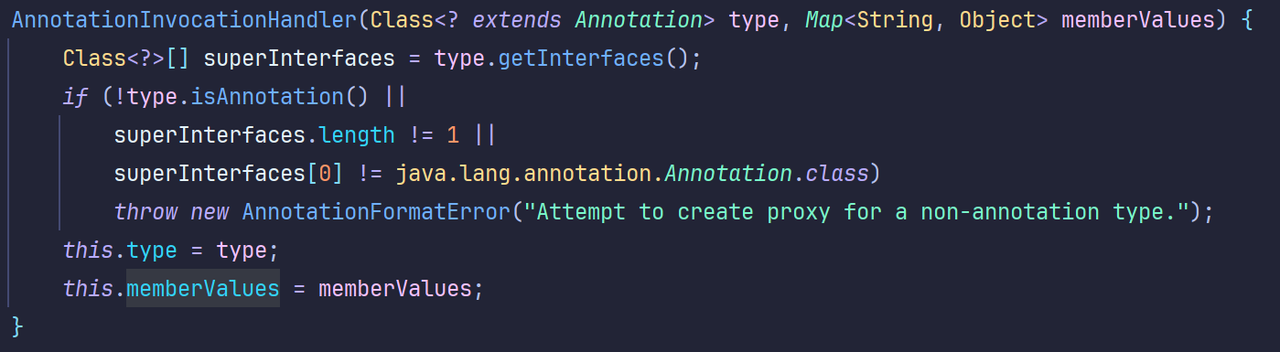 AnnotationInvocationHandler(Class<? extends Annotation> type, Map<String, Object> memberValues) {
    Class<?>[] superInterfaces = type.getInterfaces();
    if (!type.isAnnotation() ||
        superInterfaces.length != 1 ||
        superInterfaces[0] != java.lang.annotation.Annotation.class)
        throw new AnnotationFormatError("Attempt to create proxy for a non-annotation type.");
    this.type = type;
    this.memberValues = memberValues;
}